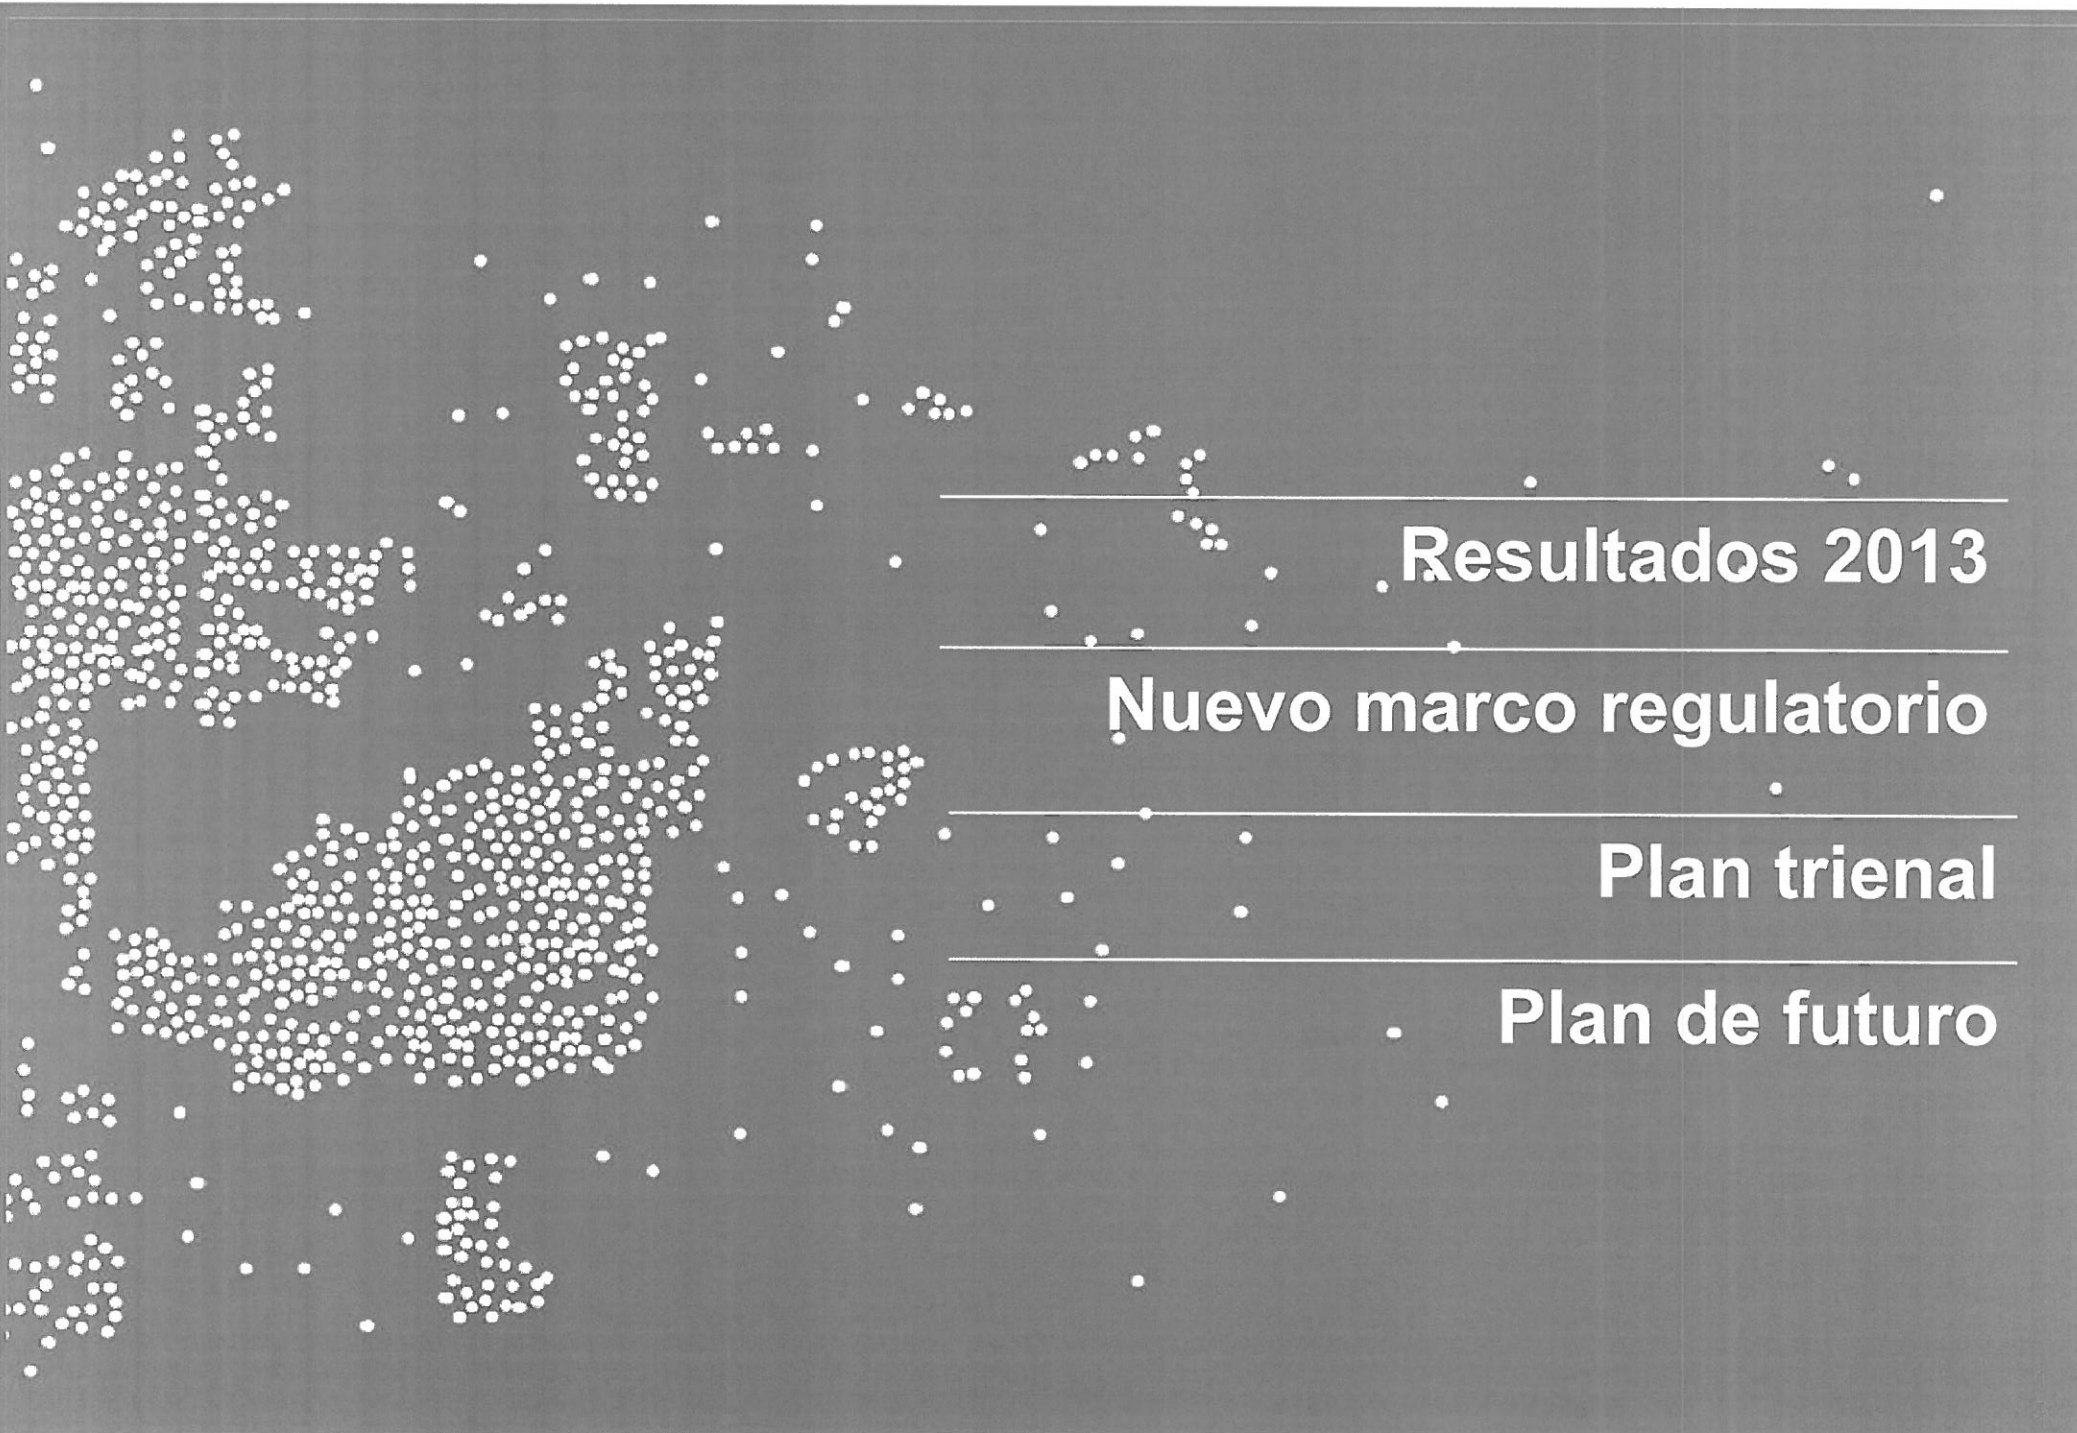 Resultados 2013
Nuevo marco regulatorio
Plan trienal
Plan de futuro